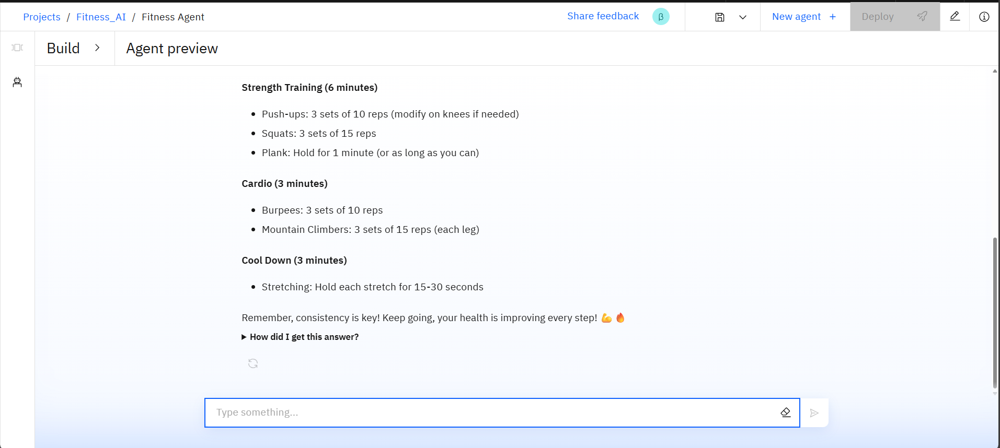 Projects / Fitness_AI / Fitness Agent
Share feedback β
New agent +
Deploy
Build > Agent preview
Strength Training (6 minutes)
• Push-ups: 3 sets of 10 reps (modify on knees if needed)
• Squats: 3 sets of 15 reps
• Plank: Hold for 1 minute (or as long as you can)
Cardio (3 minutes)
• Burpees: 3 sets of 10 reps
• Mountain Climbers: 3 sets of 15 reps (each leg)
Cool Down (3 minutes)
• Stretching: Hold each stretch for 15-30 seconds
Remember, consistency is key! Keep going, your health is improving every step! 💪 🔥
▶ How did I get this answer?
Type something...